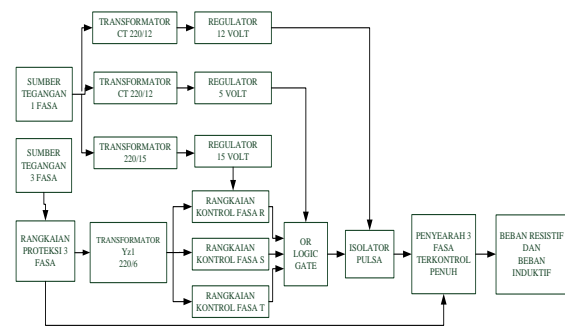 TRANSFORMATOR
CT 220/12
REGULATOR
12 VOLT
SUMBER
TEGANGAN
1 FASA
TRANSFORMATOR
CT 220/12
REGULATOR
5 VOLT
SUMBER
TEGANGAN
3 FASA
TRANSFORMATOR
220/15
REGULATOR
15 VOLT
RANGKAIAN
PROTEKSI 3
FASA
TRANSFORMATOR
Yz1
220/6
RANGKAIAN
KONTROL FASA R
RANGKAIAN
KONTROL FASA S
RANGKAIAN
KONTROL FASA T
OR
LOGIC
GATE
ISOLATOR
PULSA
PENYEARAH 3
FASA
TERKONTROL
PENUH
BEBAN RESISTIF
DAN
BEBAN
INDUKTIF